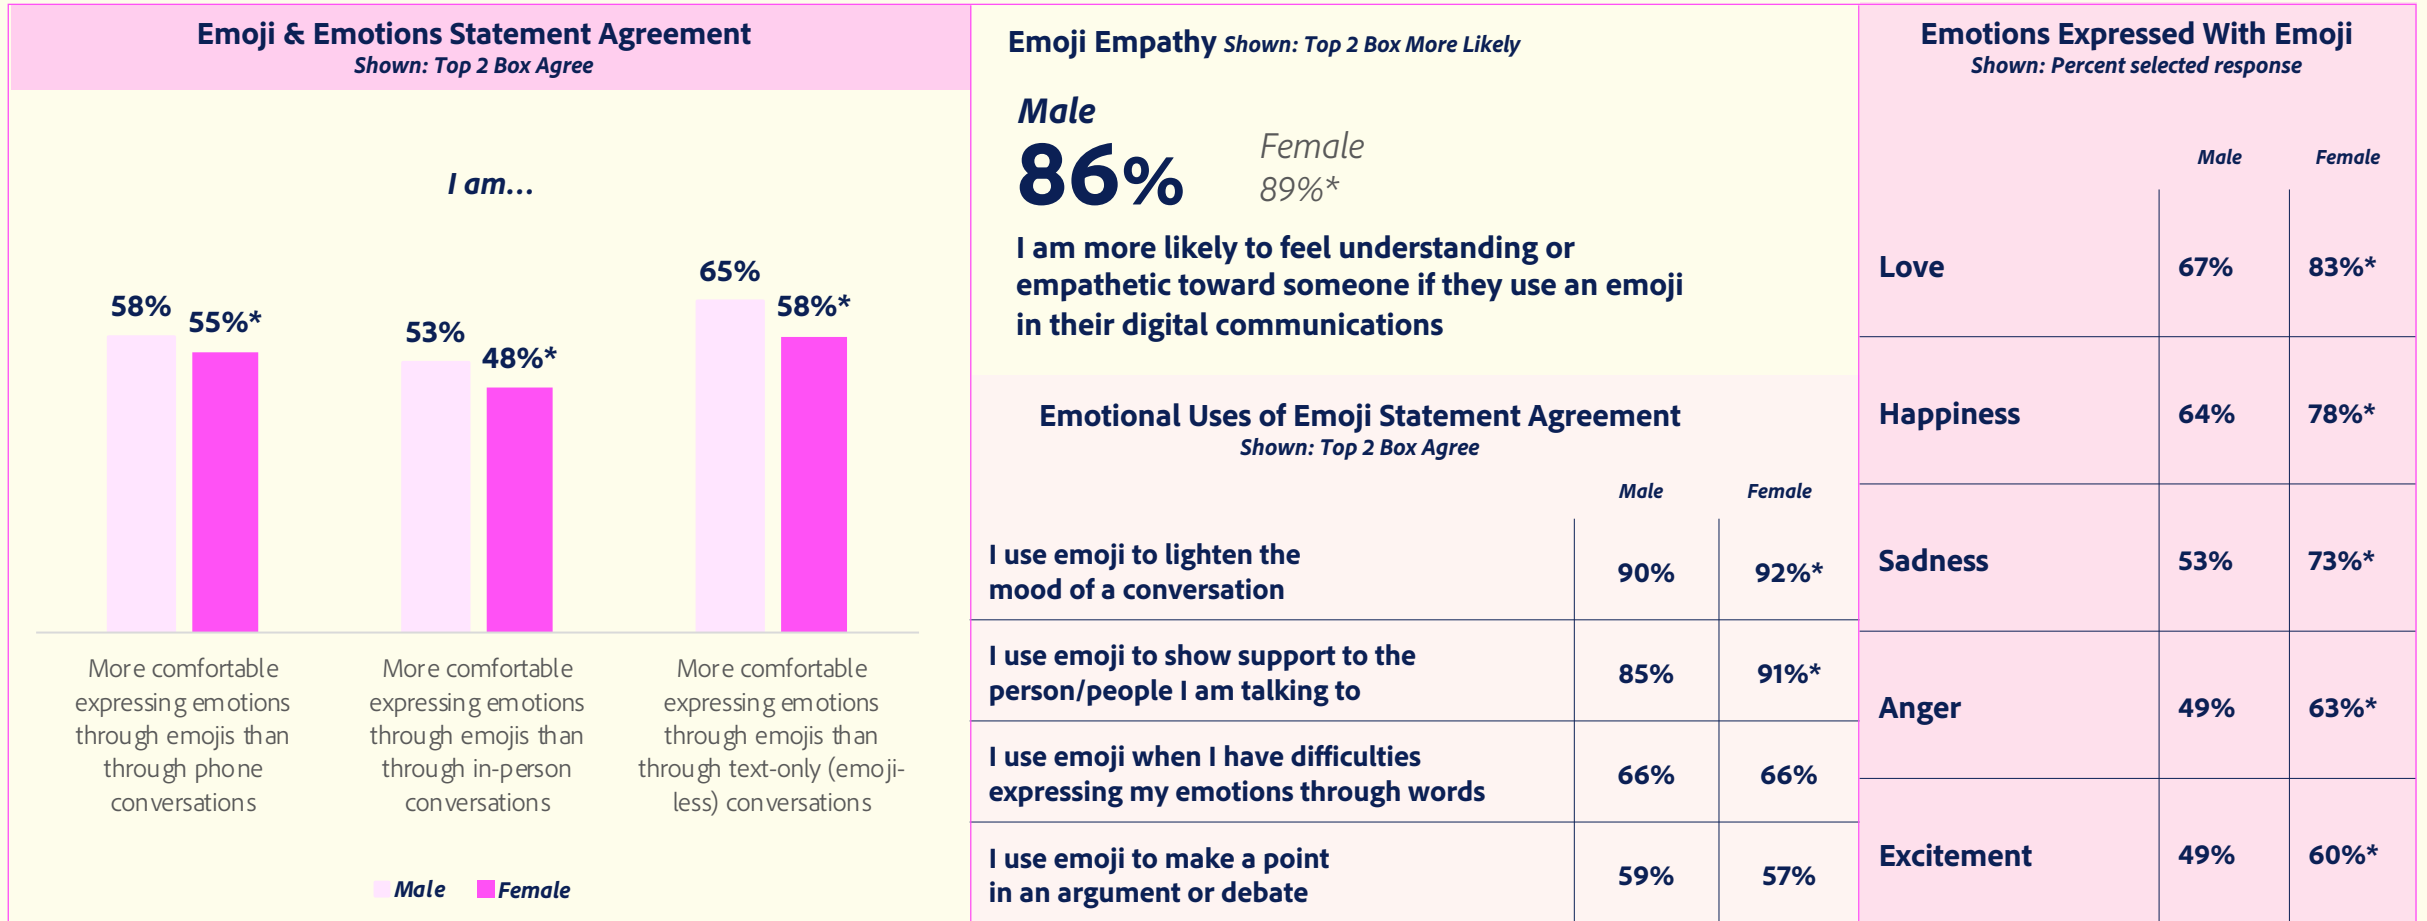 Emoji & Emotions Statement Agreement
Shown: Top 2 Box Agree
I am...
58%
55%*
53%
48%*
65%
58%*
More comfortable
expressing emotions
through emojis than
through phone
conversations
More comfortable
expressing emotions
through emojis than
through in-person
conversations
More comfortable
expressing emotions
through emojis than
through text-only (emoji-
less) conversations
Male
Female
Emoji Empathy Shown: Top 2 Box More Likely
Male
86%
Female
89%*
I am more likely to feel understanding or
empathetic toward someone if they use an emoji
in their digital communications
Emotional Uses of Emoji Statement Agreement
Shown: Top 2 Box Agree
Male Female
I use emoji to lighten the
mood of a conversation
90% 92%*
I use emoji to show support to the
person/people I am talking to
85% 91%*
I use emoji when I have difficulties
expressing my emotions through words
66% 66%
I use emoji to make a point
in an argument or debate
59% 57%
Emotions Expressed With Emoji
Shown: Percent selected response
Male Female
Love 67% 83%*
Happiness 64% 78%*
Sadness 53% 73%*
Anger 49% 63%*
Excitement 49% 60%*